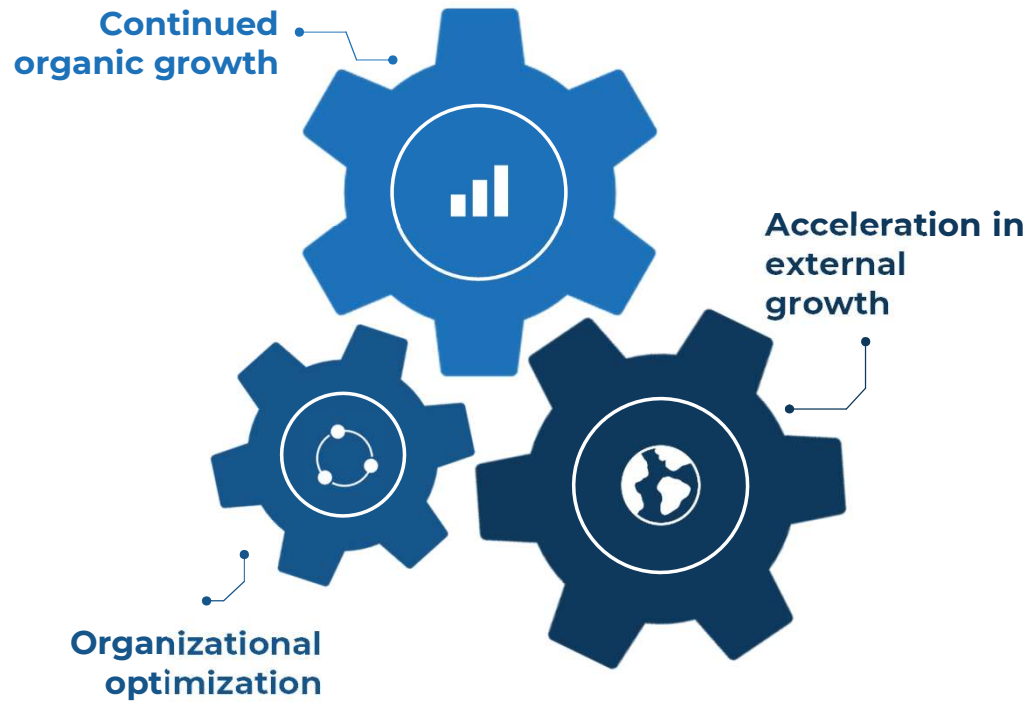 Continued
organic growth
Acceleration in
external
growth
Organizational
optimization